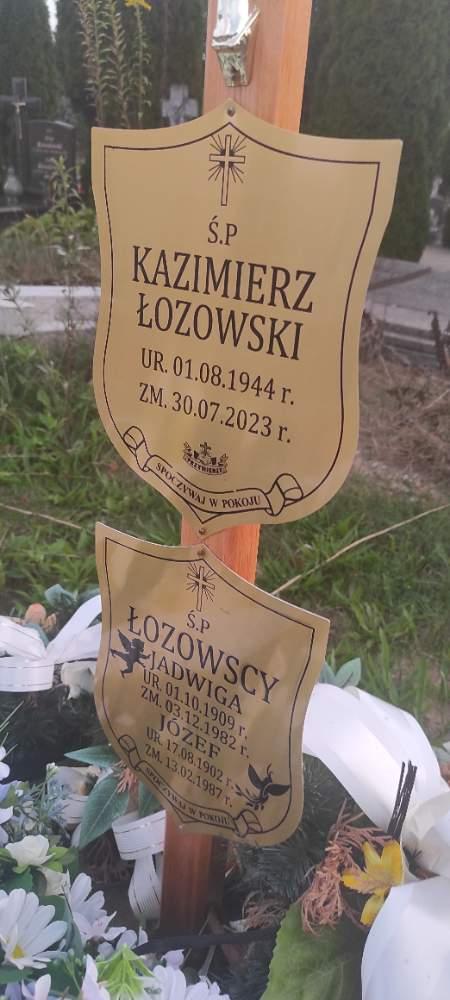 Ś.P
KAZIMIERZ
ŁOZOWSKI
UR. 01.08.1944 r.
ZM. 30.07.2023 r.
PRZYMIERZE
SPOCZYWAJ W POKOJU
Ś.P
ŁOZOWSCY
JADWIGA
UR. 01.10.1909 r.
ZM. 03.12.1982 r.
JÓZEF
UR. 17.08.1902 r.
ZM. 13.02.1987 r.
SPOCZYWAJ W POKOJU